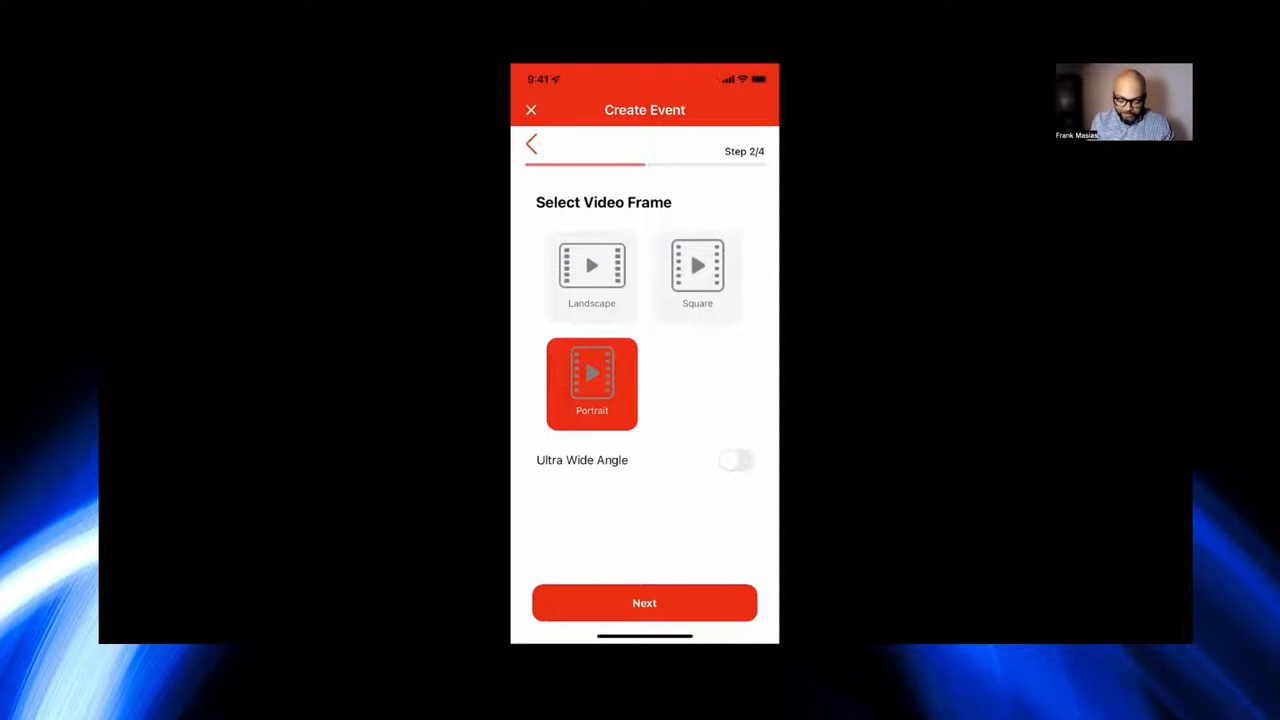 9:41
Create Event
Step 2/4
Select Video Frame
Landscape
Square
Portrait
Ultra Wide Angle
Next
Frank Masias